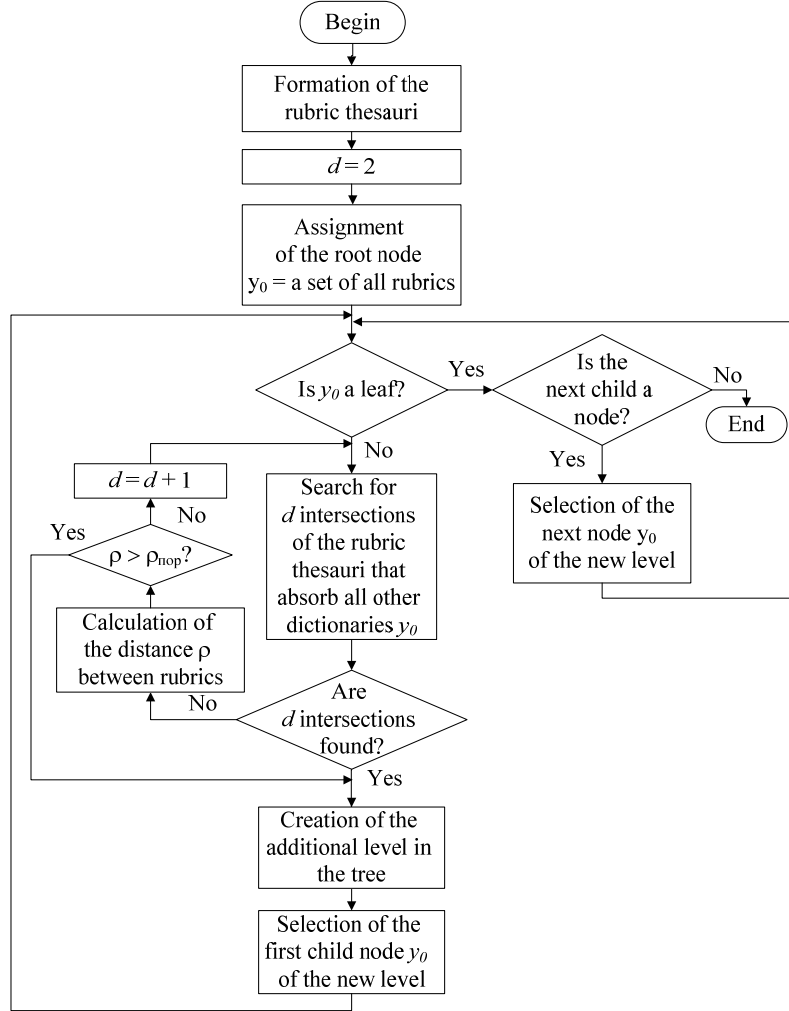 Begin
Formation of the
rubric thesauri
d = 2
Assignment
of the root node
y₀ = a set of all rubrics
Is y₀ a leaf?
Yes
Is the
next child a
node?
No
End
Yes
Selection of the
next node y₀
of the new level
No
Search for
d intersections
of the rubric
thesauri that
absorb all other
dictionaries y₀
d = d + 1
No
Yes
ρ > ρпор?
Calculation of
the distance ρ
between rubrics
No
Are
d intersections
found?
Yes
Creation of the
additional level in
the tree
Selection of the
first child node y₀
of the new level